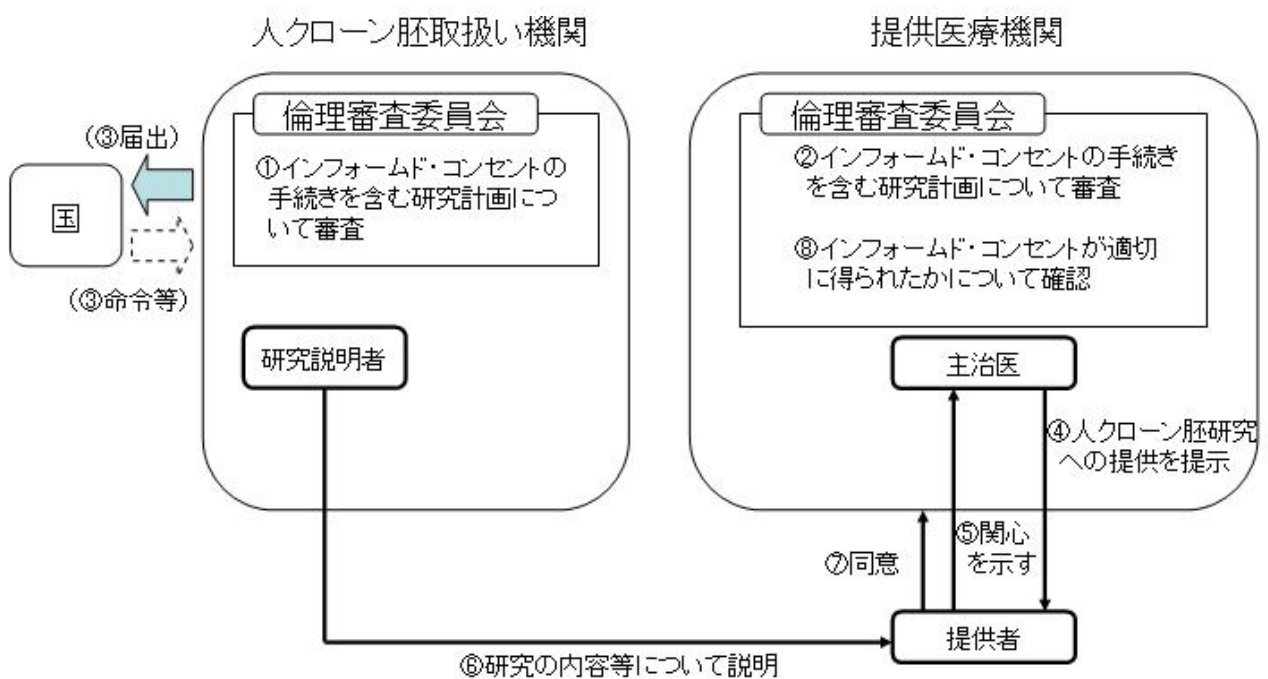 人クローン胚取扱い機関
提供医療機関
倫理審査委員会
①インフォームド・コンセントの
手続きを含む研究計画につ
いて審査
(③届出)
国
(③命令等)
研究説明者
倫理審査委員会
②インフォームド・コンセントの手続き
を含む研究計画について審査
⑧インフォームド・コンセントが適切
に得られたかについて確認
主治医
④人クローン胚研究
への提供を提示
⑤関心
を示す
⑦同意
提供者
⑥研究の内容等について説明